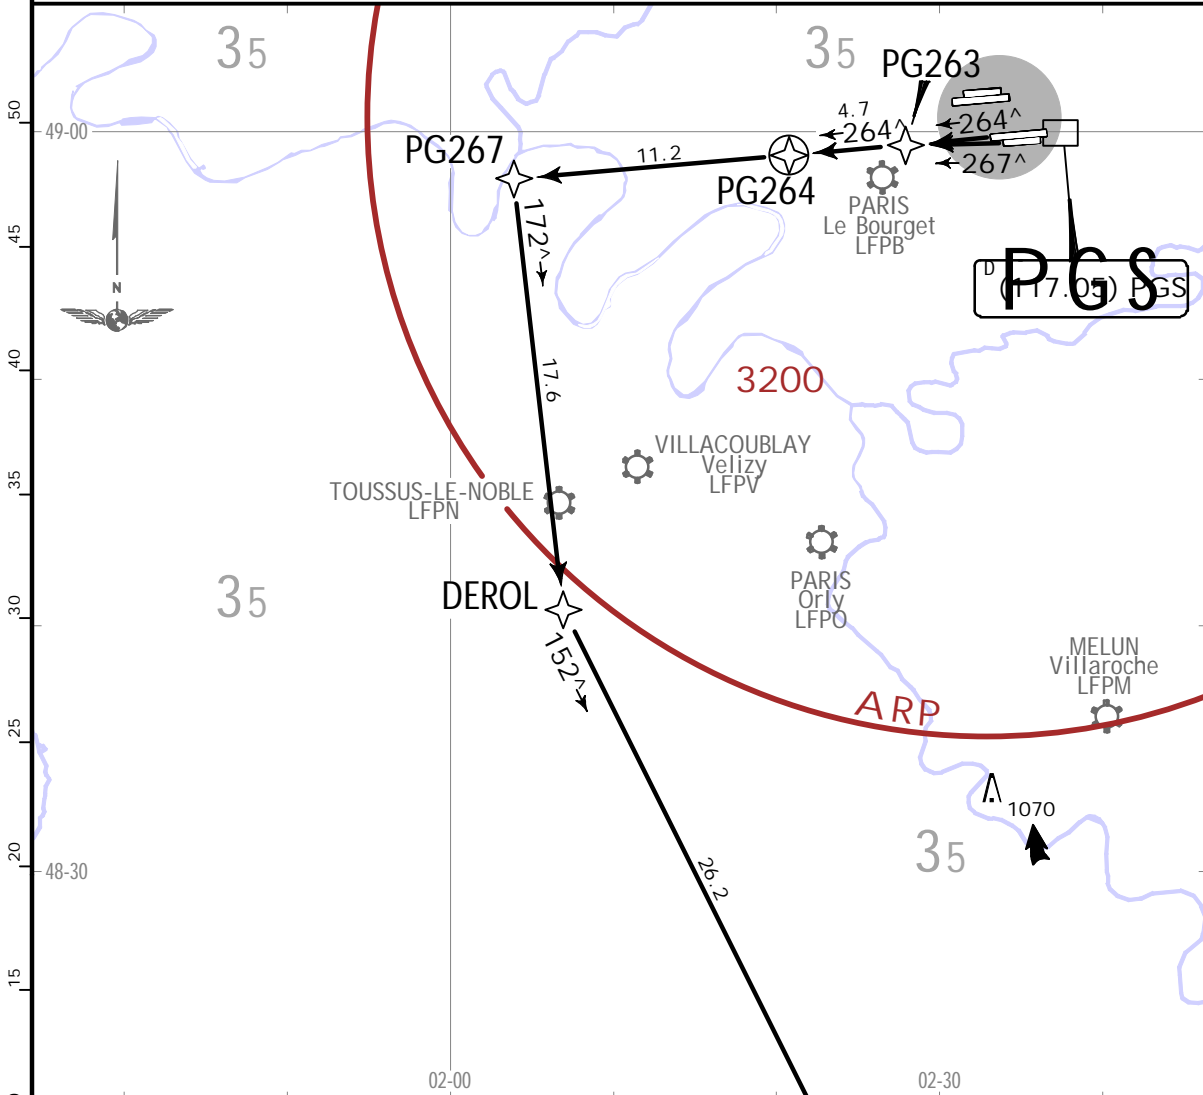 35
35
PG263
50
4.7
264^
264^
49-00
PG267
11.2
PG264
267^
PARIS
Le Bourget
LFPB
172^
45
N
D
PGS
(117.05) PGS
40
17.6
3200
VILLACOUBLAY
Velizy
LFPV
35
TOUSSUS-LE-NOBLE
LFPN
PARIS
Orly
LFPO
35
DEROL
30
152^
MELUN
Villaroche
LFPM
ARP
25
1070
35
20
48-30
26.2
15
02-00
02-30